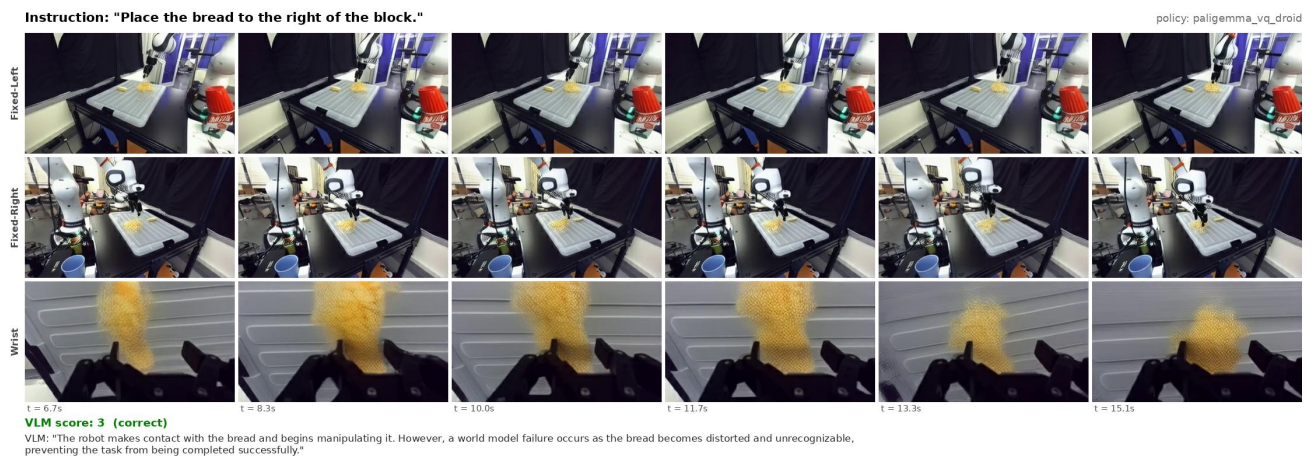 Instruction: "Place the bread to the right of the block."
policy: paligemma_vq_droid
Fixed-Left
Fixed-Right
Wrist
t = 6.7s
t = 8.3s
t = 10.0s
t = 11.7s
t = 13.3s
t = 15.1s
VLM score: 3 (correct)
VLM: "The robot makes contact with the bread and begins manipulating it. However, a world model failure occurs as the bread becomes distorted and unrecognizable,
preventing the task from being completed successfully."